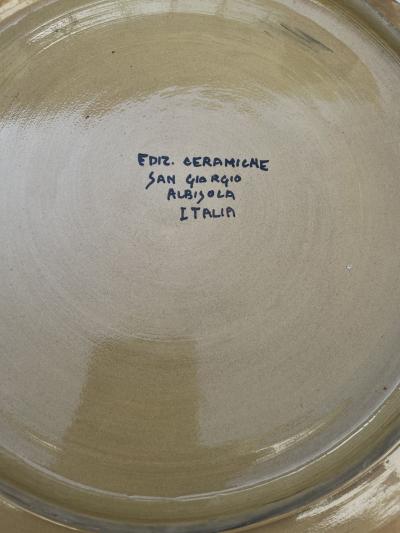 EDIZ. CERAMICHE
SAN GIORGIO
ALBISOLA
ITALIA